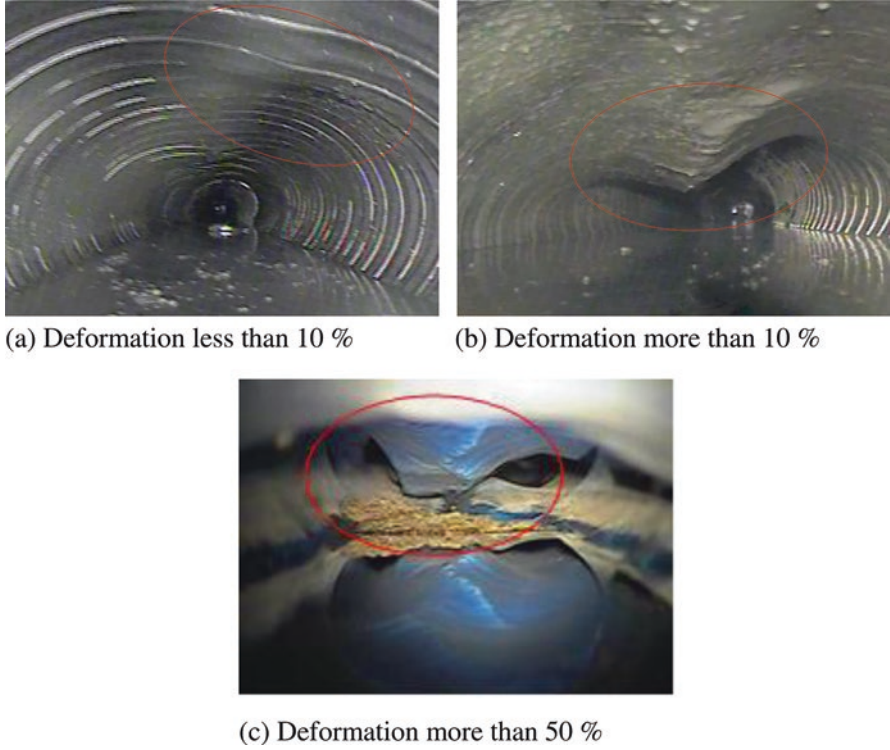 (a) Deformation less than 10 %
(b) Deformation more than 10 %
(c) Deformation more than 50 %